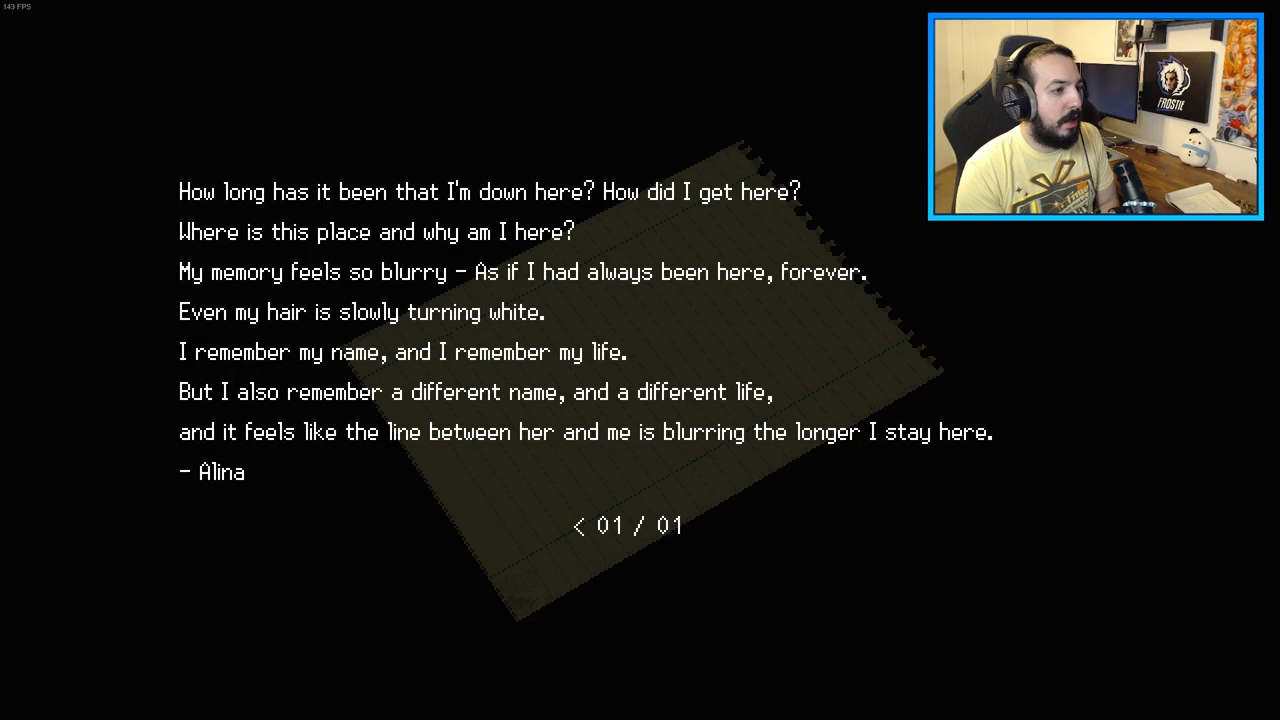 143 FPS
FROSTIE
How long has it been that I'm down here? How did I get here?
Where is this place and why am I here?
My memory feels so blurry - As if I had always been here, forever.
Even my hair is slowly turning white.
I remember my name, and I remember my life.
But I also remember a different name, and a different life,
and it feels like the line between her and me is blurring the longer I stay here.
- Alina
< 01 / 01